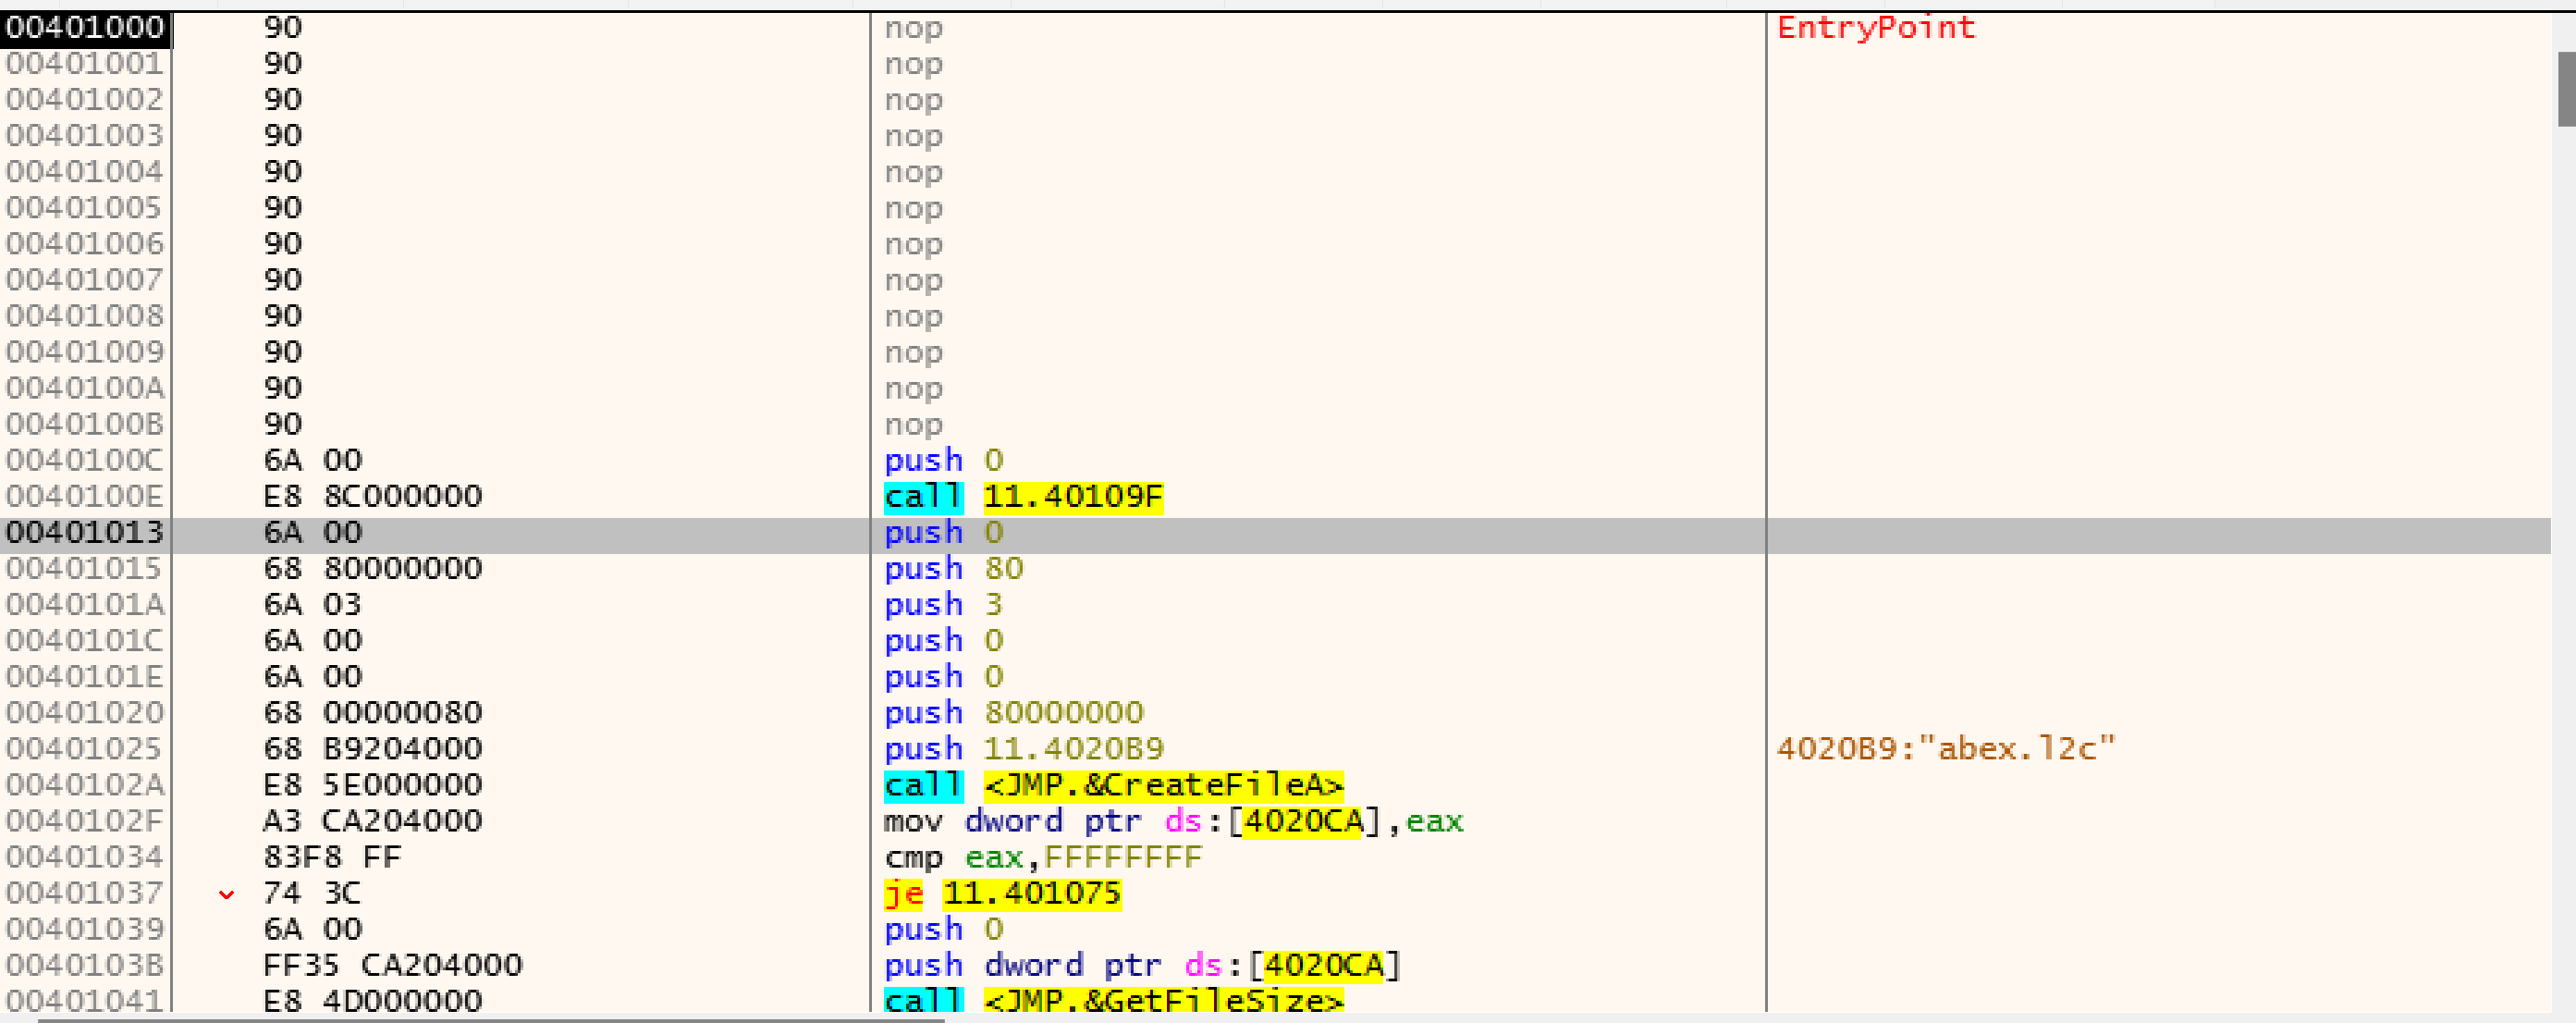 00401000 90 nop EntryPoint
00401001 90 nop
00401002 90 nop
00401003 90 nop
00401004 90 nop
00401005 90 nop
00401006 90 nop
00401007 90 nop
00401008 90 nop
00401009 90 nop
0040100A 90 nop
0040100B 90 nop
0040100C 6A 00 push 0
0040100E E8 8C000000 call 11.40109F
00401013 6A 00 push 0
00401015 68 80000000 push 80
0040101A 6A 03 push 3
0040101C 6A 00 push 0
0040101E 6A 00 push 0
00401020 68 00000080 push 80000000
00401025 68 B9204000 push 11.4020B9 4020B9:"abex.l2c"
0040102A E8 5E000000 call <JMP.&CreateFileA>
0040102F A3 CA204000 mov dword ptr ds:[4020CA],eax
00401034 83F8 FF cmp eax,FFFFFFFF
00401037 74 3C je 11.401075
00401039 6A 00 push 0
0040103B FF35 CA204000 push dword ptr ds:[4020CA]
00401041 E8 4D000000 call <JMP.&GetFileSize>